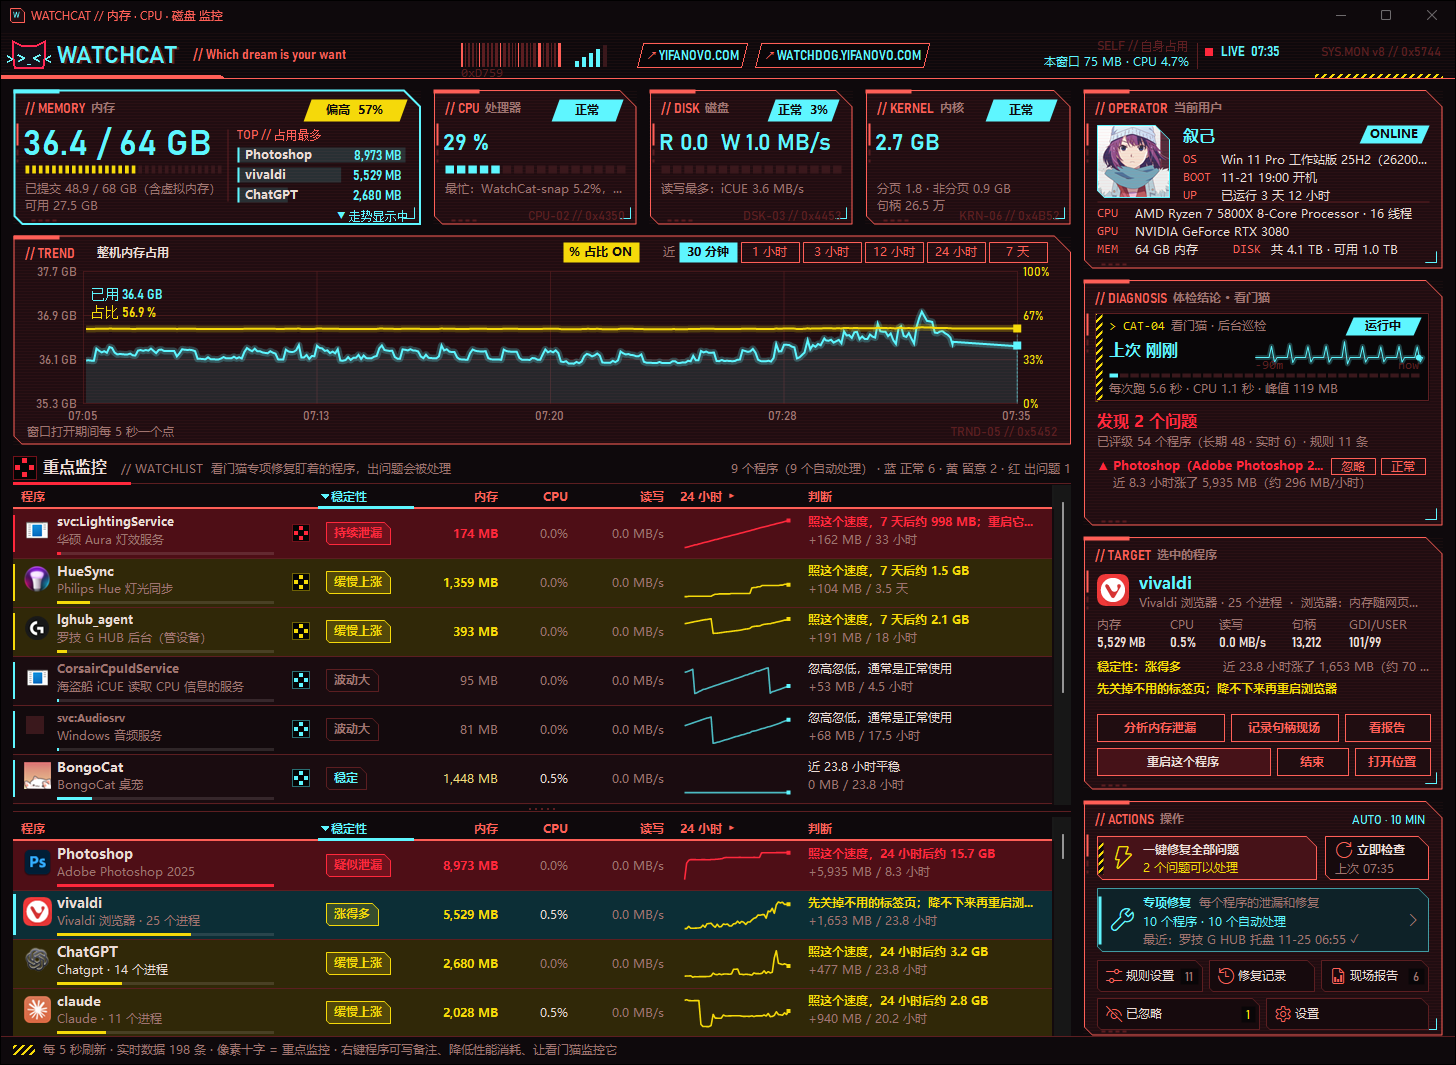 WATCHCAT // 内存 · CPU · 磁盘 监控
WATCHCAT
// Which dream is your want
0xD759
↗YIFANOVO.COM
↗WATCHDOG.YIFANOVO.COM
SELF // 自身占用
本窗口 75 MB · CPU 4.7%
LIVE 07:35
SYS.MON v8 // 0x5744
// MEMORY 内存
偏高 57%
36.4 / 64 GB
已提交 48.9 / 68 GB（含虚拟内存）
可用 27.5 GB
TOP // 占用最多
Photoshop 8,973 MB
vivaldi 5,529 MB
ChatGPT 2,680 MB
▼走势显示中
// CPU 处理器
正常
29 %
最忙：WatchCat-snap 5.2%，...
// DISK 磁盘
正常 3%
R 0.0 W 1.0 MB/s
读写最多：iCUE 3.6 MB/s
DSK-03 // 0x4453
// KERNEL 内核
正常
2.7 GB
分页 1.8 · 非分页 0.9 GB
句柄 26.5 万
// OPERATOR 当前用户
叙己
ONLINE
OS Win 11 Pro 工作站版 25H2（26200...
BOOT 11-21 19:00 开机
UP 已运行 3 天 12 小时
CPU AMD Ryzen 7 5800X 8-Core Processor · 16 线程
GPU NVIDIA GeForce RTX 3080
MEM 64 GB 内存 DISK 共 4.1 TB · 可用 1.0 TB
// TREND 整机内存占用
% 占比 ON
近 30 分钟 1 小时 3 小时 12 小时 24 小时 7 天
37.7 GB
36.9 GB
36.1 GB
35.3 GB
已用 36.4 GB
占比 56.9 %
100%
67%
33%
0%
07:05 07:13 07:20 07:28 07:35
窗口打开期间每 5 秒一个点
TRND-05 // 0x5452
// DIAGNOSIS 体检结论 • 看门猫
> CAT-04 看门猫 · 后台巡检
运行中
上次 刚刚
-90m now
每次跑 5.6 秒 · CPU 1.1 秒 · 峰值 119 MB
发现 2 个问题
已评级 54 个程序（长期 48 · 实时 6）· 规则 11 条
▲ Photoshop（Adobe Photoshop 2... 忽略 正常
近 8.3 小时涨了 5,935 MB（约 296 MB/小时）
重点监控 // WATCHLIST 看门猫专项修复盯着的程序，出问题会被处理
9 个程序（9 个自动处理） · 蓝 正常 6 · 黄 留意 2 · 红 出问题 1
程序 ▼稳定性 内存 CPU 读写 24 小时 ▸ 判断
svc:LightingService
华硕 Aura 灯效服务
持续泄漏 174 MB 0.0% 0.0 MB/s
照这个速度，7 天后约 998 MB；重启它...
+162 MB / 33 小时
HueSync
Philips Hue 灯光同步
缓慢上涨 1,359 MB 0.0% 0.0 MB/s
照这个速度，7 天后约 1.5 GB
+104 MB / 3.5 天
lghub_agent
罗技 G HUB 后台（管设备）
缓慢上涨 393 MB 0.0% 0.0 MB/s
照这个速度，7 天后约 2.1 GB
+191 MB / 18 小时
CorsairCpuIdService
海盗船 iCUE 读取 CPU 信息的服务
波动大 95 MB 0.0% 0.0 MB/s
忽高忽低，通常是正常使用
+53 MB / 4.5 小时
svc:Audiosrv
Windows 音频服务
波动大 81 MB 0.0% 0.0 MB/s
忽高忽低，通常是正常使用
+68 MB / 17.5 小时
BongoCat
BongoCat 桌宠
稳定 1,448 MB 0.5% 0.0 MB/s
近 23.8 小时平稳
0 MB / 23.8 小时
程序 ▼稳定性 内存 CPU 读写 24 小时 ▸ 判断
Ps
Photoshop
Adobe Photoshop 2025
疑似泄漏 8,973 MB 0.0% 0.0 MB/s
照这个速度，24 小时后约 15.7 GB
+5,935 MB / 8.3 小时
vivaldi
Vivaldi 浏览器 · 25 个进程
涨得多 5,529 MB 0.5% 0.0 MB/s
先关掉不用的标签页；降不下来再重启浏...
+1,653 MB / 23.8 小时
ChatGPT
Chatgpt · 14 个进程
缓慢上涨 2,680 MB 0.0% 0.0 MB/s
照这个速度，24 小时后约 3.2 GB
+477 MB / 23.8 小时
claude
Claude · 11 个进程
缓慢上涨 2,028 MB 0.5% 0.0 MB/s
照这个速度，24 小时后约 2.8 GB
+940 MB / 20.2 小时
// TARGET 选中的程序
vivaldi
Vivaldi 浏览器 · 25 个进程 · 浏览器：内存随网页...
内存 CPU 读写 句柄 GDI/USER
5,529 MB 0.5% 0.0 MB/s 13,212 101/99
稳定性：涨得多 近 23.8 小时涨了 1,653 MB（约 70 ...
先关掉不用的标签页；降不下来再重启浏览器
分析内存泄漏 记录句柄现场 看报告
重启这个程序 结束 打开位置
// ACTIONS 操作
AUTO · 10 MIN
一键修复全部问题
2 个问题可以处理
立即检查
上次 07:35
专项修复 每个程序的泄漏和修复
10 个程序 · 10 个自动处理
最近：罗技 G HUB 托盘 11-25 06:55 ✓
规则设置 11 修复记录 现场报告 6
已忽略 1 设置
每 5 秒刷新 · 实时数据 198 条 · 像素十字 = 重点监控 · 右键程序可写备注、降低性能消耗、让看门猫监控它